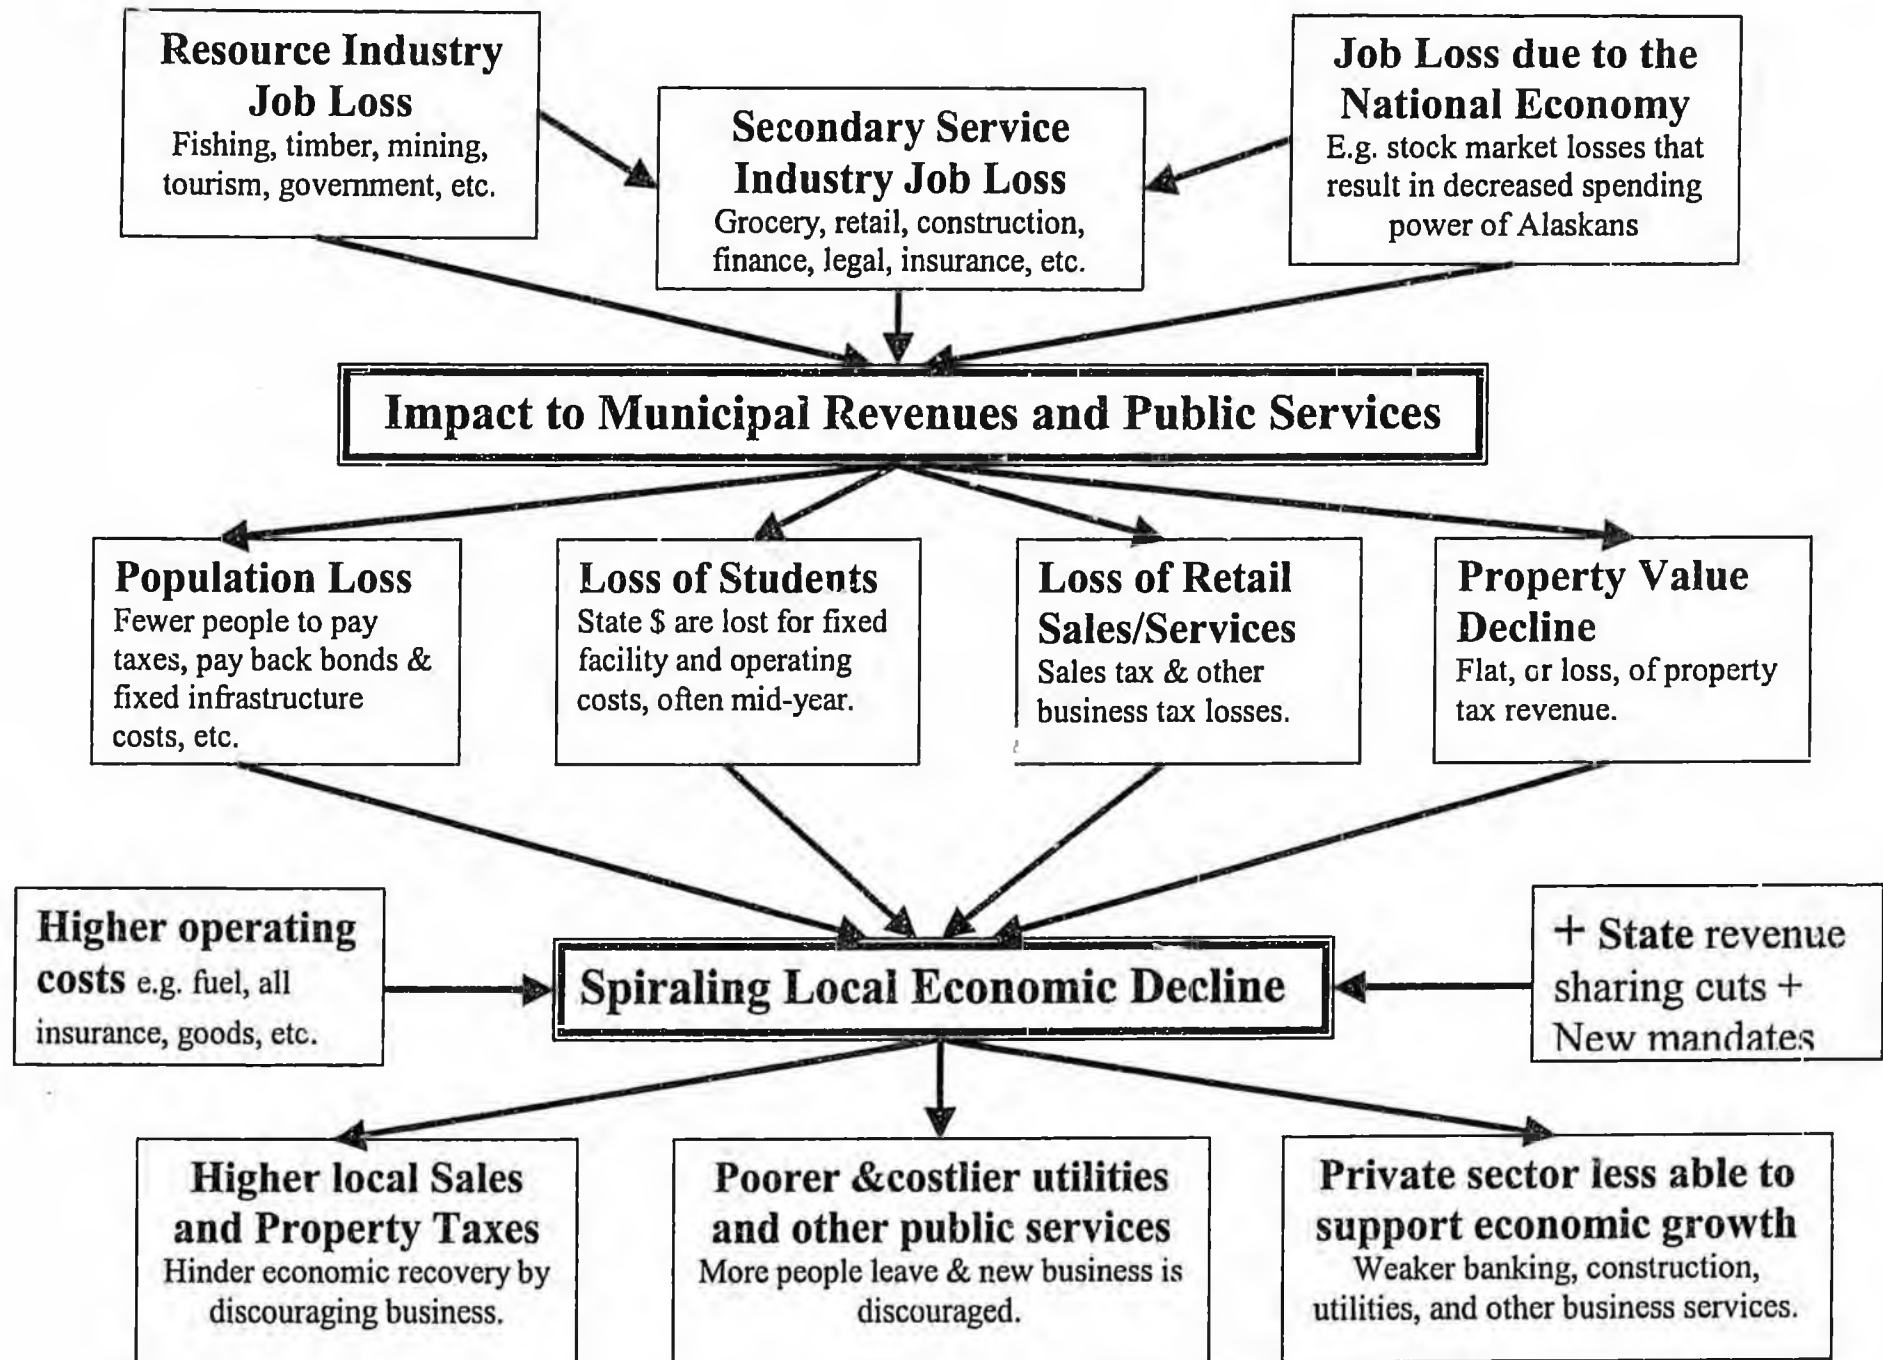 Resource Industry
Job Loss
Fishing, timber, mining,
tourism, government, etc.
Secondary Service
Industry Job Loss
Grocery, retail, construction,
finance, legal, insurance, etc.
Job Loss due to the
National Economy
E.g. stock market losses that
result in decreased spending
power of Alaskans
Impact to Municipal Revenues and Public Services
Population Loss
Fewer people to pay
taxes, pay back bonds &
fixed infrastructure
costs, etc.
Loss of Students
State $ are lost for fixed
facility and operating
costs, often mid-year.
Loss of Retail
Sales/Services
Sales tax & other
business tax losses.
Property Value
Decline
Flat, or loss, of property
tax revenue.
Higher operating
costs e.g. fuel, all
insurance, goods, etc.
Spiraling Local Economic Decline
+ State revenue
sharing cuts +
New mandates
Higher local Sales
and Property Taxes
Hinder economic recovery by
discouraging business.
Poorer &costlier utilities
and other public services
More people leave & new business is
discouraged.
Private sector less able to
support economic growth
Weaker banking, construction,
utilities, and other business services.